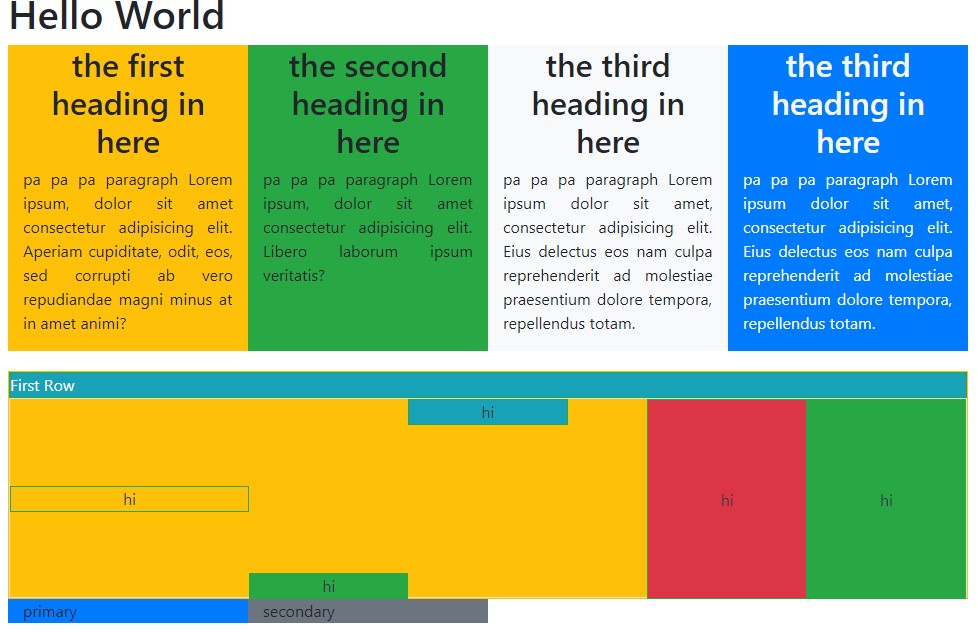 Hello World
the first
heading in
here
pa pa pa paragraph Lorem
ipsum, dolor sit amet
consectetur adipisicing elit.
Aperiam cupiditate, odit, eos,
sed corrupti ab vero
repudiandae magni minus at
in amet animi?
the second
heading in
here
pa pa pa paragraph Lorem
ipsum, dolor sit amet
consectetur adipisicing elit.
Libero laborum ipsum
veritatis?
the third
heading in
here
pa pa pa paragraph Lorem
ipsum dolor sit amet,
consectetur adipisicing elit.
Eius delectus eos nam culpa
reprehenderit ad molestiae
praesentium dolore tempora,
repellendus totam.
the third
heading in
here
pa pa pa paragraph Lorem
ipsum dolor sit amet,
consectetur adipisicing elit.
Eius delectus eos nam culpa
reprehenderit ad molestiae
praesentium dolore tempora,
repellendus totam.
First Row
hi
hi
hi
hi
hi
primary
secondary